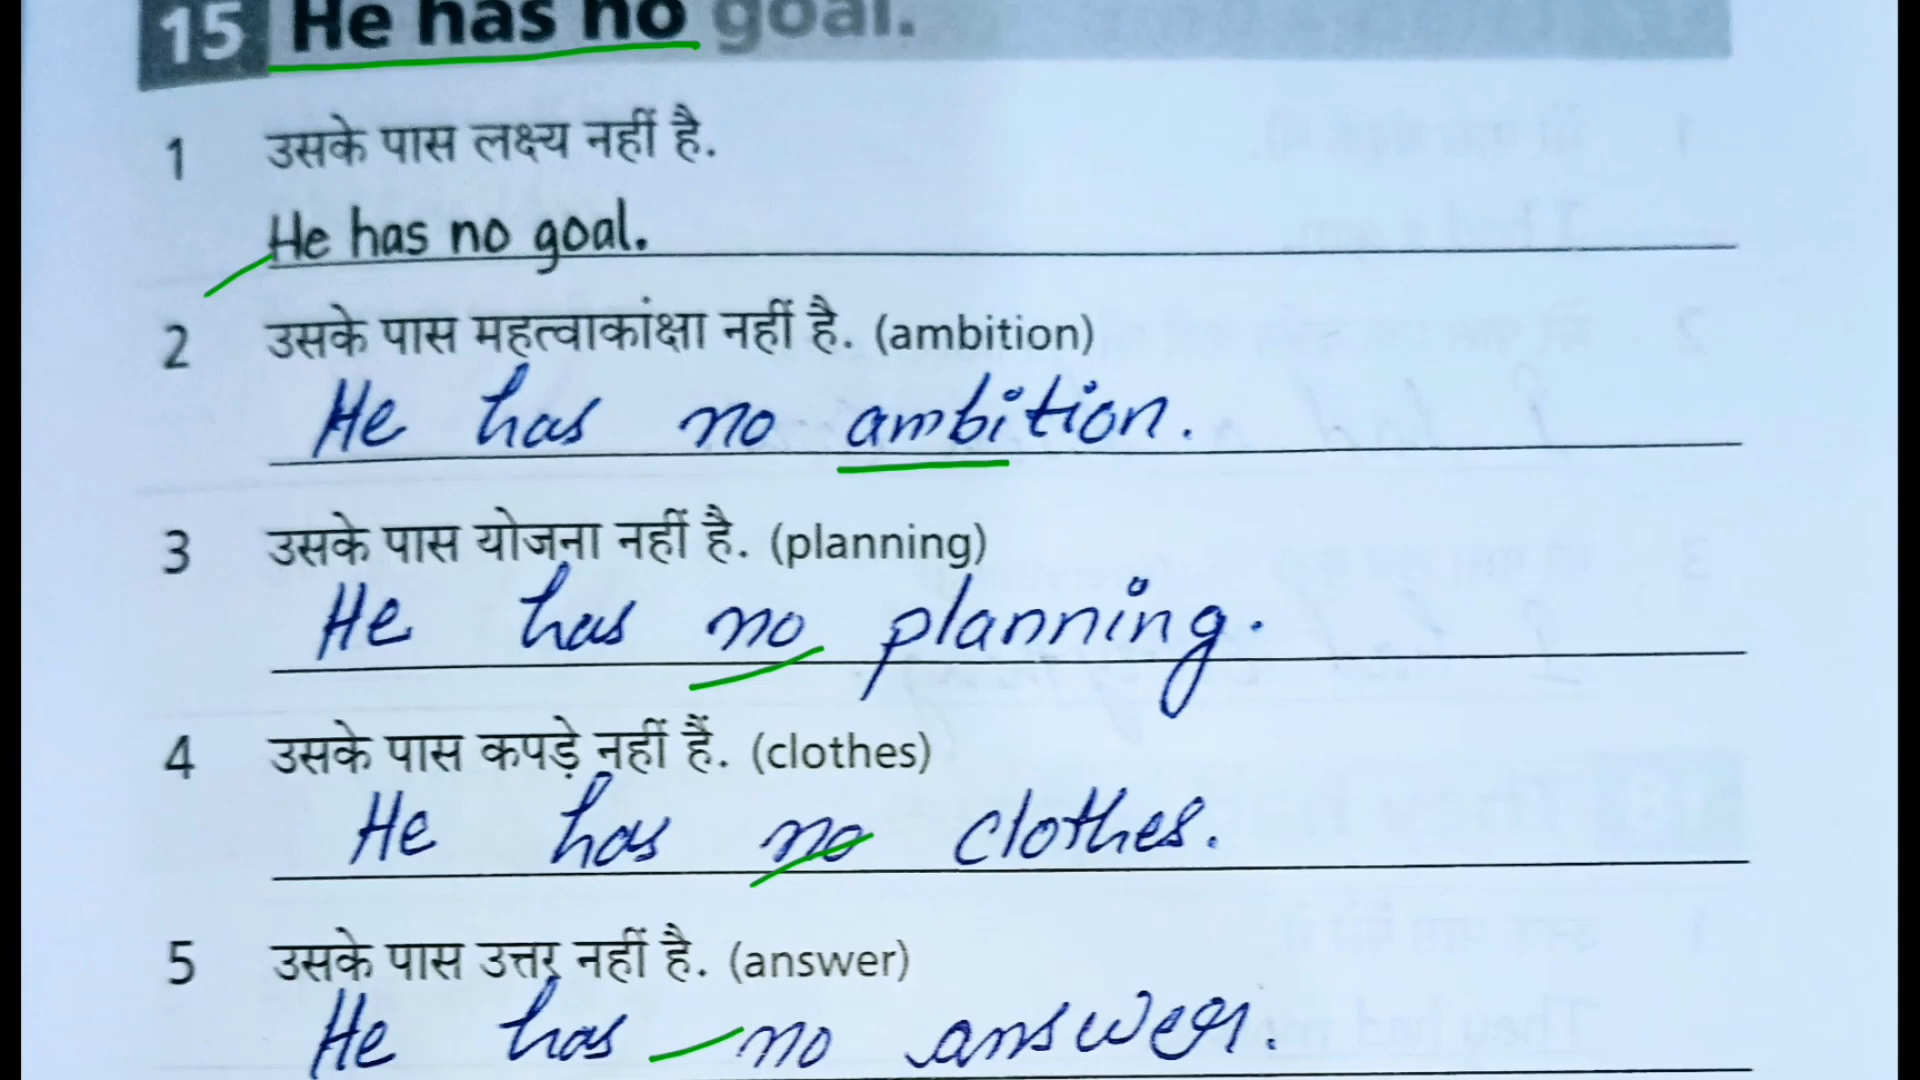 15 He has no goal.
1 उसके पास लक्ष्य नहीं है.
He has no goal.
2 उसके पास महत्वाकांक्षा नहीं है. (ambition)
He has no ambition.
3 उसके पास योजना नहीं है. (planning)
He has no planning.
4 उसके पास कपड़े नहीं हैं. (clothes)
He has no clothes.
5 उसके पास उत्तर नहीं है. (answer)
He has no answer.